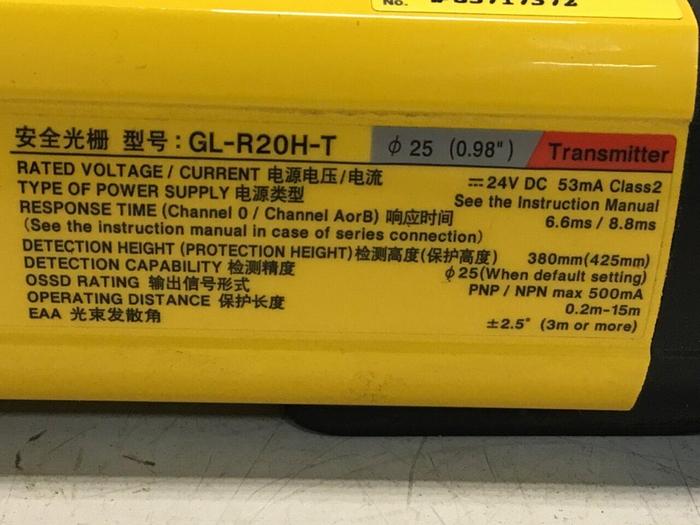 No.
安全光栅 型号：GL-R20H-T ϕ 25 (0.98") Transmitter
RATED VOLTAGE / CURRENT 电源电压/电流 ⎓24V DC 53mA Class2
TYPE OF POWER SUPPLY 电源类型 See the Instruction Manual
RESPONSE TIME (Channel 0 / Channel AorB) 响应时间 6.6ms / 8.8ms
(See the instruction manual in case of series connection)
DETECTION HEIGHT (PROTECTION HEIGHT)检测高度(保护高度) 380mm(425mm)
DETECTION CAPABILITY 检测精度 ϕ25(When default setting)
OSSD RATING 输出信号形式 PNP / NPN max 500mA
OPERATING DISTANCE 保护长度 0.2m-15m
EAA 光束发散角 ±2.5° (3m or more)